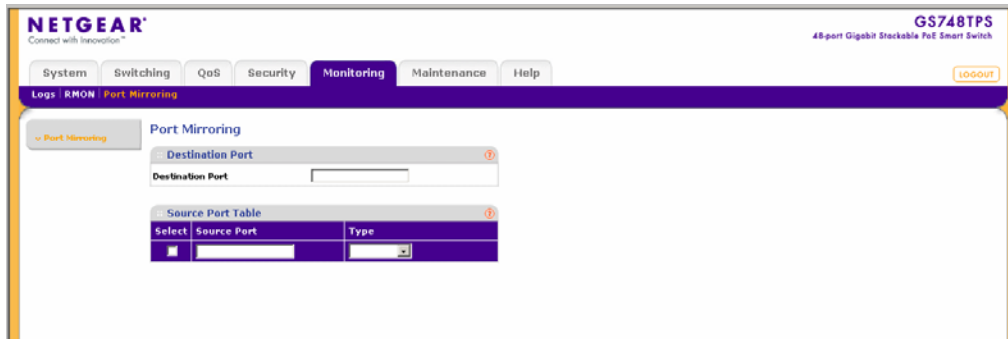 NETGEAR
Connect with Innovation™
GS748TPS
48-port Gigabit Stackable PoE Smart Switch
System Switching QoS Security Monitoring Maintenance Help
LOGOUT
Logs RMON Port Mirroring
Port Mirroring
Port Mirroring
Destination Port
Destination Port
Source Port Table
Select Source Port Type